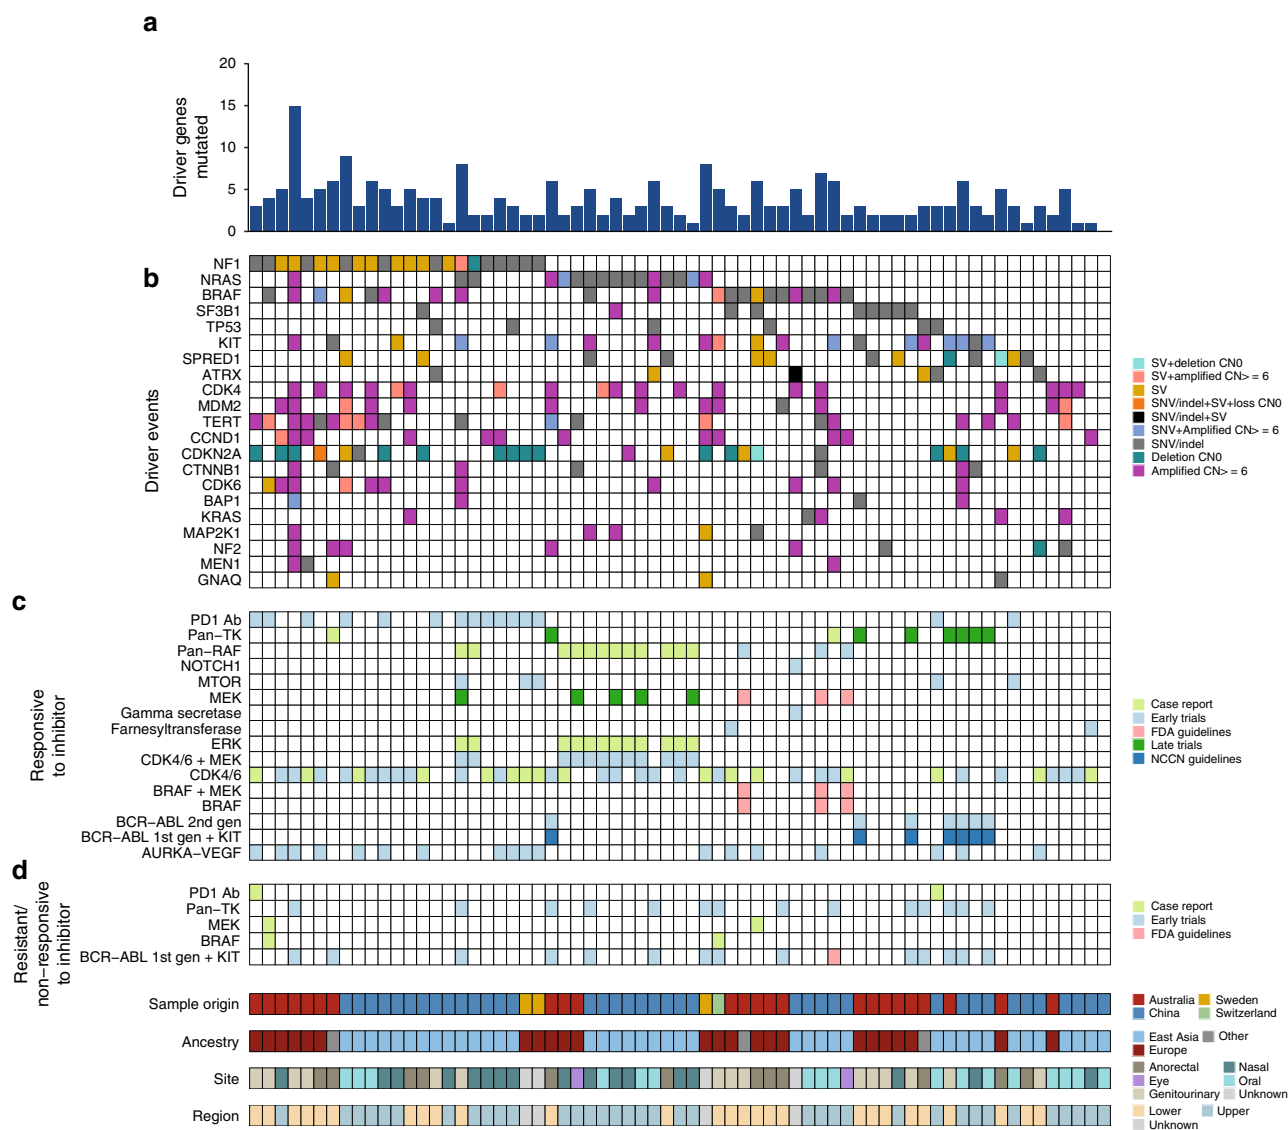 a
20
15
10
5
0
Driver genes
mutated
b
Driver events
NF1
NRAS
BRAF
SF3B1
TP53
KIT
SPRED1
ATRX
CDK4
MDM2
TERT
CCND1
CDKN2A
CTNNB1
CDK6
BAP1
KRAS
MAP2K1
NF2
MEN1
GNAQ
SV+deletion CN0
SV+amplified CN>= 6
SV
SNV/indel+SV+loss CN0
SNV/indel+SV
SNV+Amplified CN>= 6
SNV/indel
Deletion CN0
Amplified CN>= 6
c
Responsive
to inhibitor
PD1 Ab
Pan−TK
Pan−RAF
NOTCH1
MTOR
MEK
Gamma secretase
Farnesyltransferase
ERK
CDK4/6 + MEK
CDK4/6
BRAF + MEK
BRAF
BCR−ABL 2nd gen
BCR−ABL 1st gen + KIT
AURKA−VEGF
Case report
Early trials
FDA guidelines
Late trials
NCCN guidelines
d
Resistant/
non−responsive
to inhibitor
PD1 Ab
Pan−TK
MEK
BRAF
BCR−ABL 1st gen + KIT
Case report
Early trials
FDA guidelines
Sample origin
Ancestry
Site
Region
Australia Sweden
China Switzerland
East Asia Other
Europe
Anorectal Nasal
Eye Oral
Genitourinary Unknown
Lower Upper
Unknown